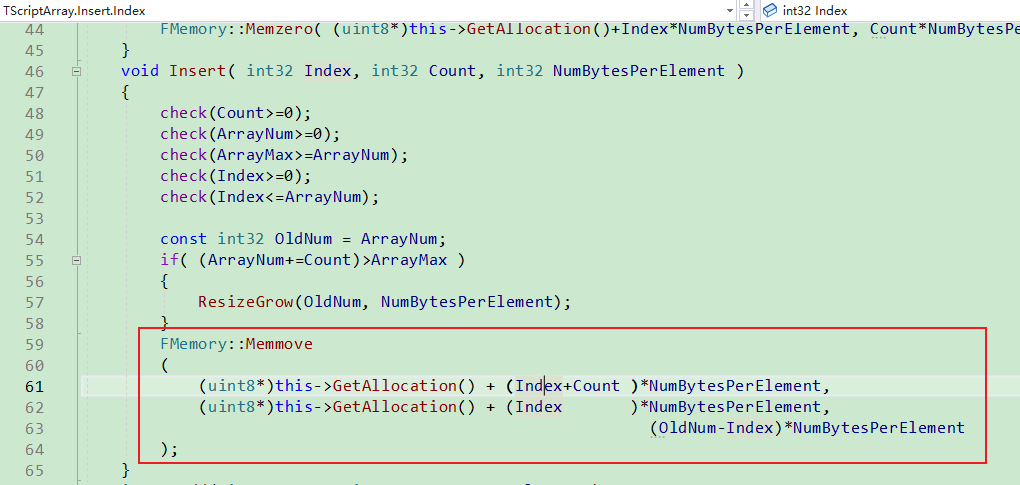 TScriptArray.Insert.Index int32 Index
44 FMemory::Memzero( (uint8*)this->GetAllocation()+Index*NumBytesPerElement, Count*NumBytesPe
45 }
46 void Insert( int32 Index, int32 Count, int32 NumBytesPerElement )
47 {
48 check(Count>=0);
49 check(ArrayNum>=0);
50 check(ArrayMax>=ArrayNum);
51 check(Index>=0);
52 check(Index<=ArrayNum);
53
54 const int32 OldNum = ArrayNum;
55 if( (ArrayNum+=Count)>ArrayMax )
56 {
57 ResizeGrow(OldNum, NumBytesPerElement);
58 }
59 FMemory::Memmove
60 (
61 (uint8*)this->GetAllocation() + (Index+Count )*NumBytesPerElement,
62 (uint8*)this->GetAllocation() + (Index )*NumBytesPerElement,
63 (OldNum-Index)*NumBytesPerElement
64 );
65 }